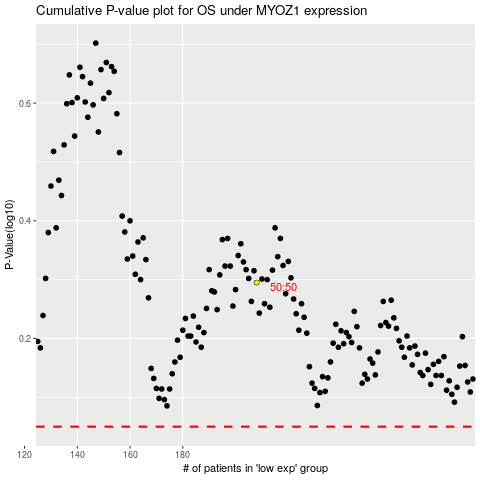 Cumulative P-value plot for OS under MYOZ1 expression
P-Value(log10)
0.6
0.4
0.2
50:50
120 140 160 180
# of patients in 'low exp' group